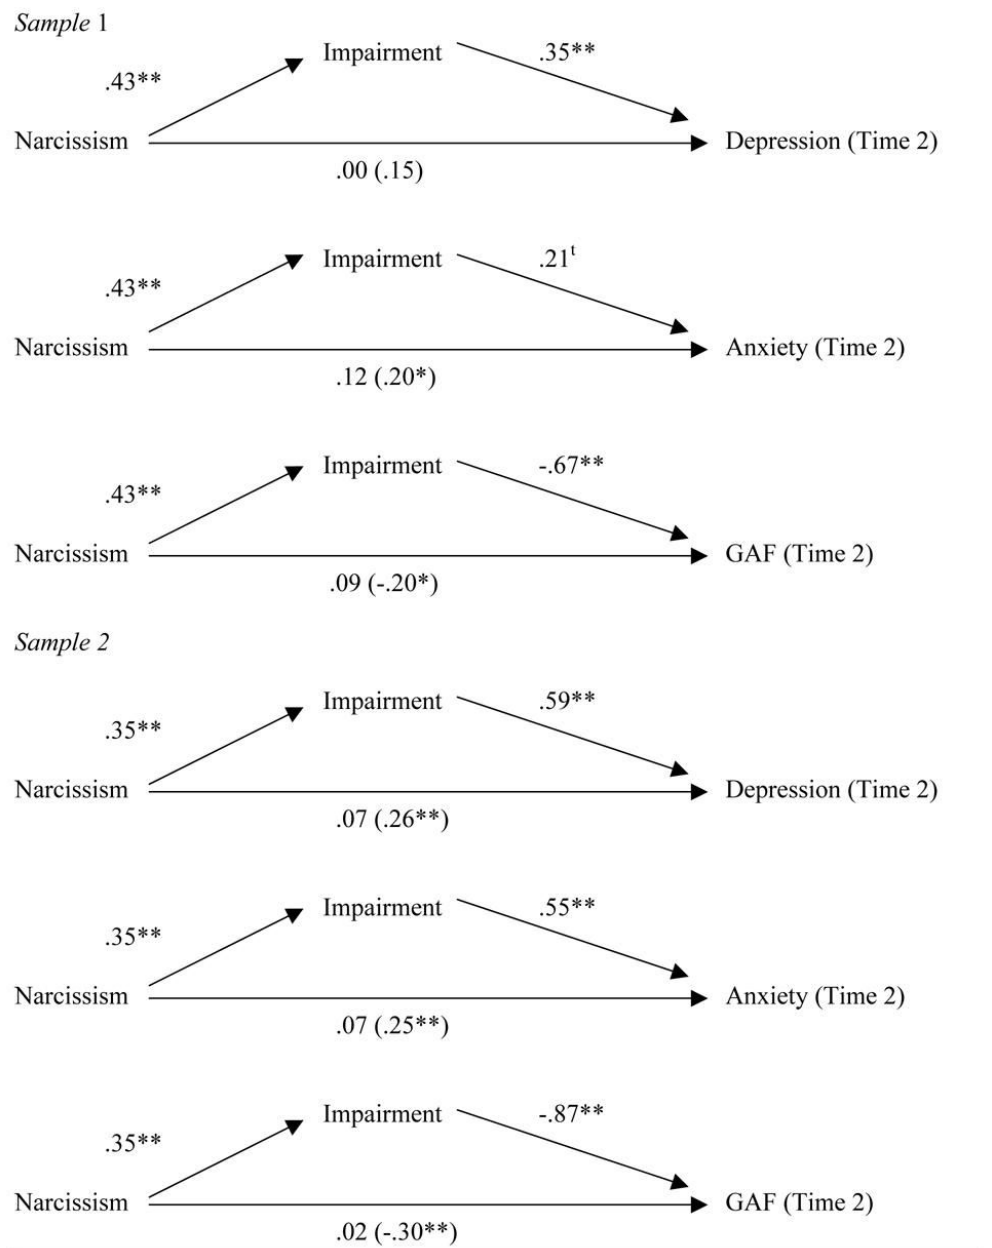 Sample 1
Impairment .35**
.43**
Narcissism Depression (Time 2)
.00 (.15)
Impairment .21ᵗ
.43**
Narcissism Anxiety (Time 2)
.12 (.20*)
Impairment -.67**
.43**
Narcissism GAF (Time 2)
.09 (-.20*)
Sample 2
Impairment .59**
.35**
Narcissism Depression (Time 2)
.07 (.26**)
Impairment .55**
.35**
Narcissism Anxiety (Time 2)
.07 (.25**)
Impairment -.87**
.35**
Narcissism GAF (Time 2)
.02 (-.30**)